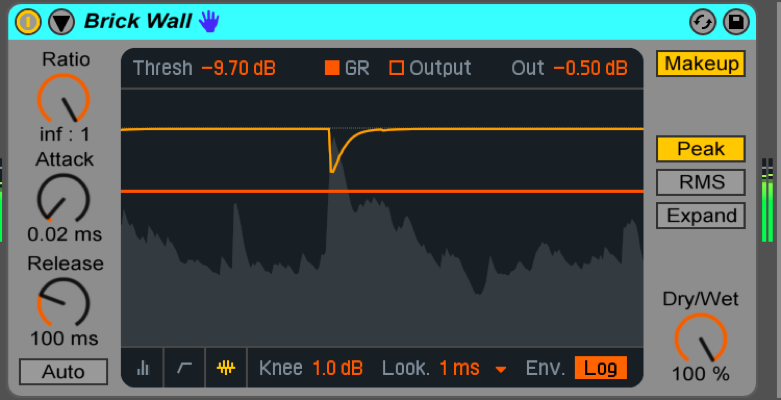 Brick Wall
Ratio
inf : 1
Attack
0.02 ms
Release
100 ms
Auto
Thresh -9.70 dB GR Output Out -0.50 dB
Knee 1.0 dB Look. 1 ms Env. Log
Makeup
Peak
RMS
Expand
Dry/Wet
100 %